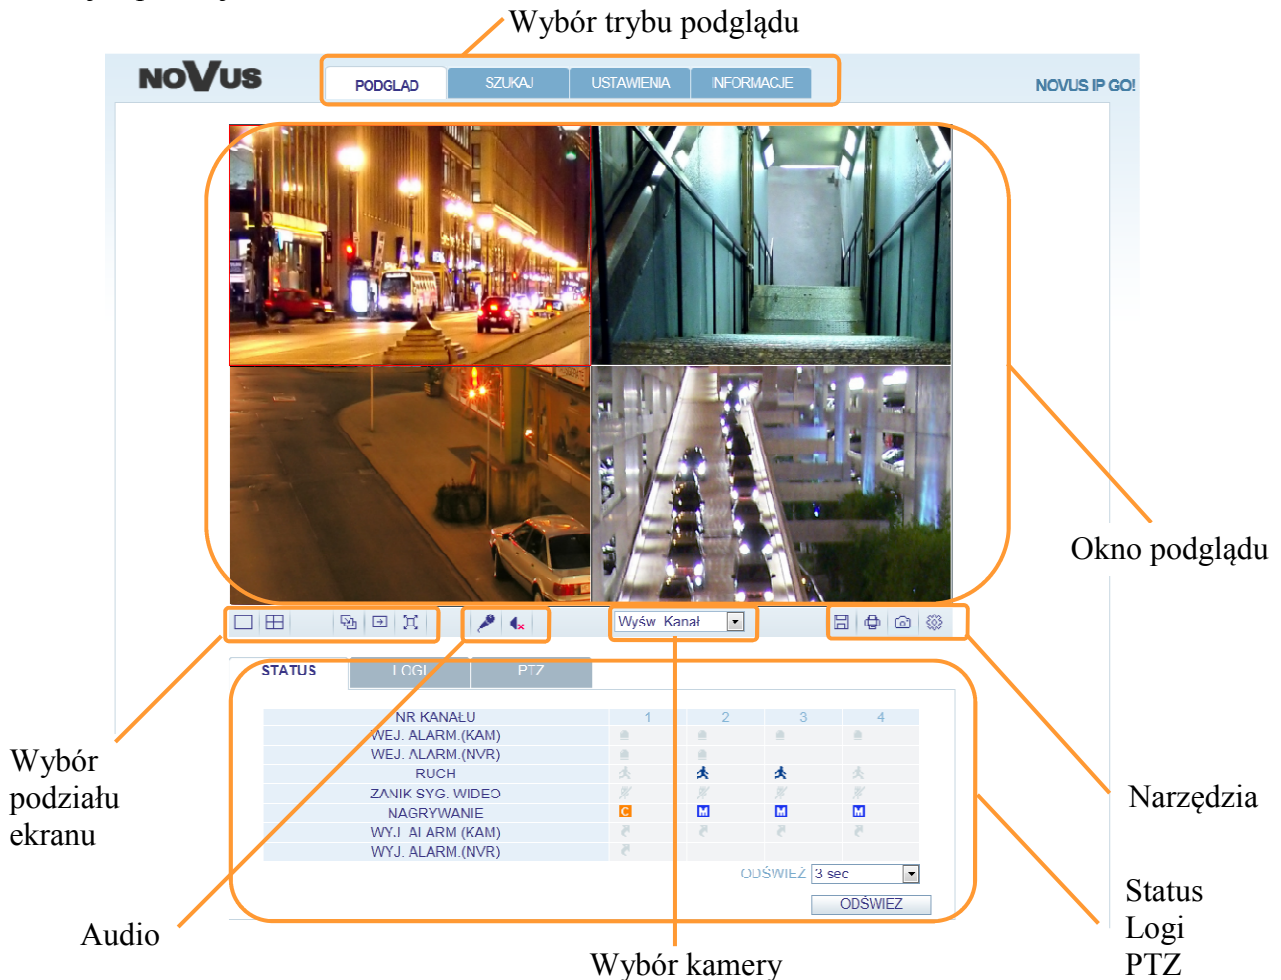 Wybór trybu podglądu
NOVUS
PODGLAD
SZUKAJ
USTAWIENIA
INFORMACJE
NOVUS IP GO!
Okno podglądu
Wyśw. Kanał
STATUS
LOGI
PTZ
NR KANAŁU 1 2 3 4
WEJ. ALARM.(KAM)
WEJ. ALARM.(NVR)
RUCH
ZANIK SYG. WIDEO
NAGRYWANIE C M M M
WYJ. ALARM.(KAM)
WYJ. ALARM.(NVR)
ODŚWIEŻ 3 sec
ODŚWIEŻ
Wybór
podziału
ekranu
Narzędzia
Audio
Wybór kamery
Status
Logi
PTZ